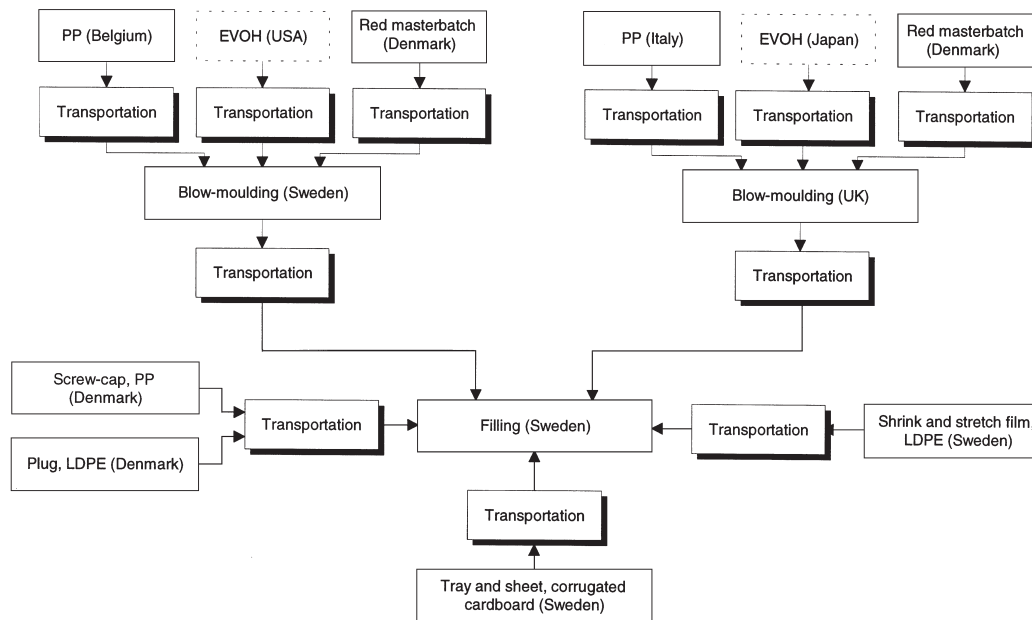 PP (Belgium)
EVOH (USA)
Red masterbatch
(Denmark)
PP (Italy)
EVOH (Japan)
Red masterbatch
(Denmark)
Transportation
Transportation
Transportation
Transportation
Transportation
Transportation
Blow-moulding (Sweden)
Blow-moulding (UK)
Transportation
Transportation
Screw-cap, PP
(Denmark)
Plug, LDPE (Denmark)
Transportation
Filling (Sweden)
Transportation
Shrink and stretch film,
LDPE (Sweden)
Transportation
Tray and sheet, corrugated
cardboard (Sweden)